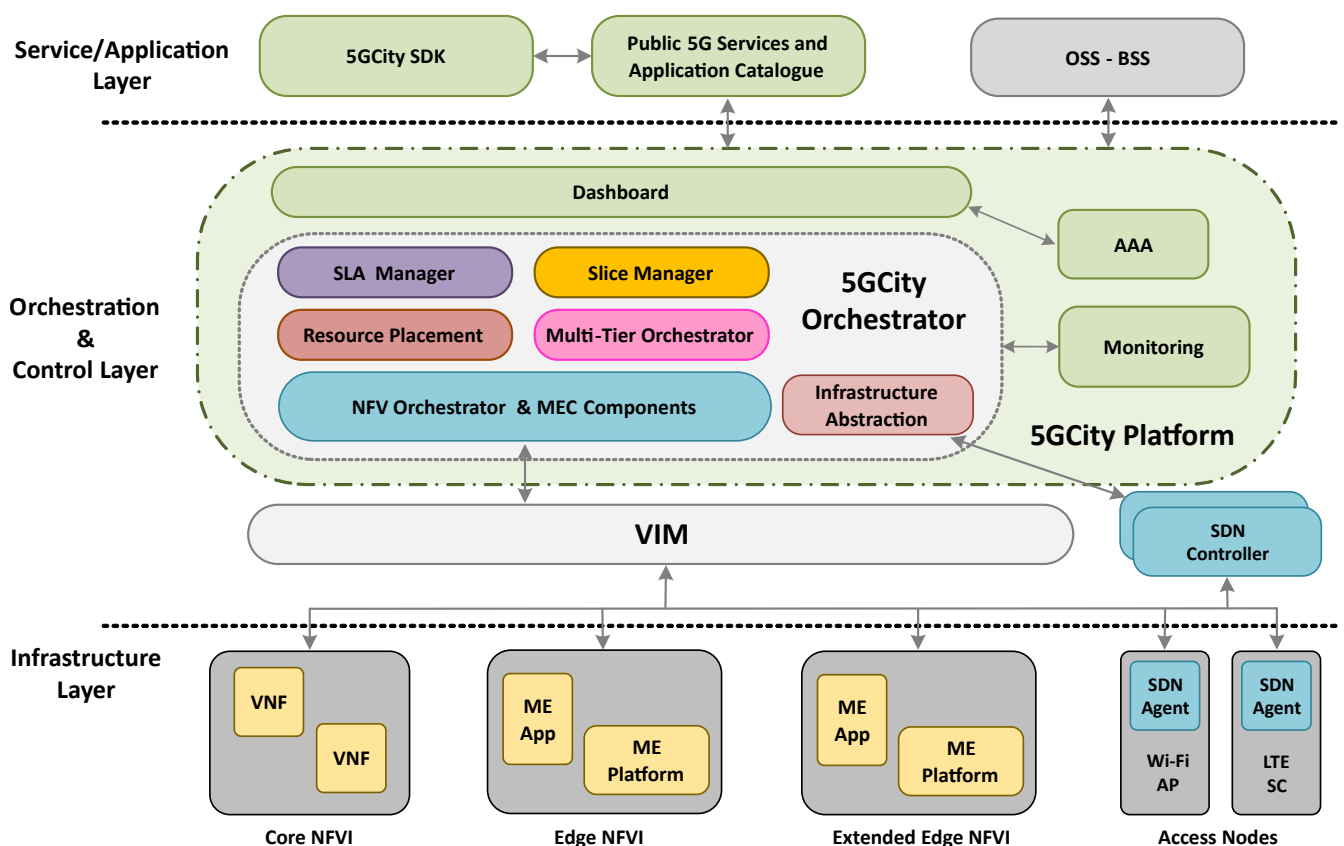 Service/Application
Layer
5GCity SDK
Public 5G Services and
Application Catalogue
OSS - BSS
Dashboard
AAA
SLA Manager
Slice Manager
5GCity
Orchestrator
Orchestration
&
Control Layer
Resource Placement
Multi-Tier Orchestrator
Monitoring
NFV Orchestrator & MEC Components
Infrastructure
Abstraction
5GCity Platform
VIM
SDN
Controller
Infrastructure
Layer
VNF
VNF
ME
App
ME
Platform
ME
App
ME
Platform
SDN
Agent
Wi-Fi
AP
SDN
Agent
LTE
SC
Core NFVI
Edge NFVI
Extended Edge NFVI
Access Nodes